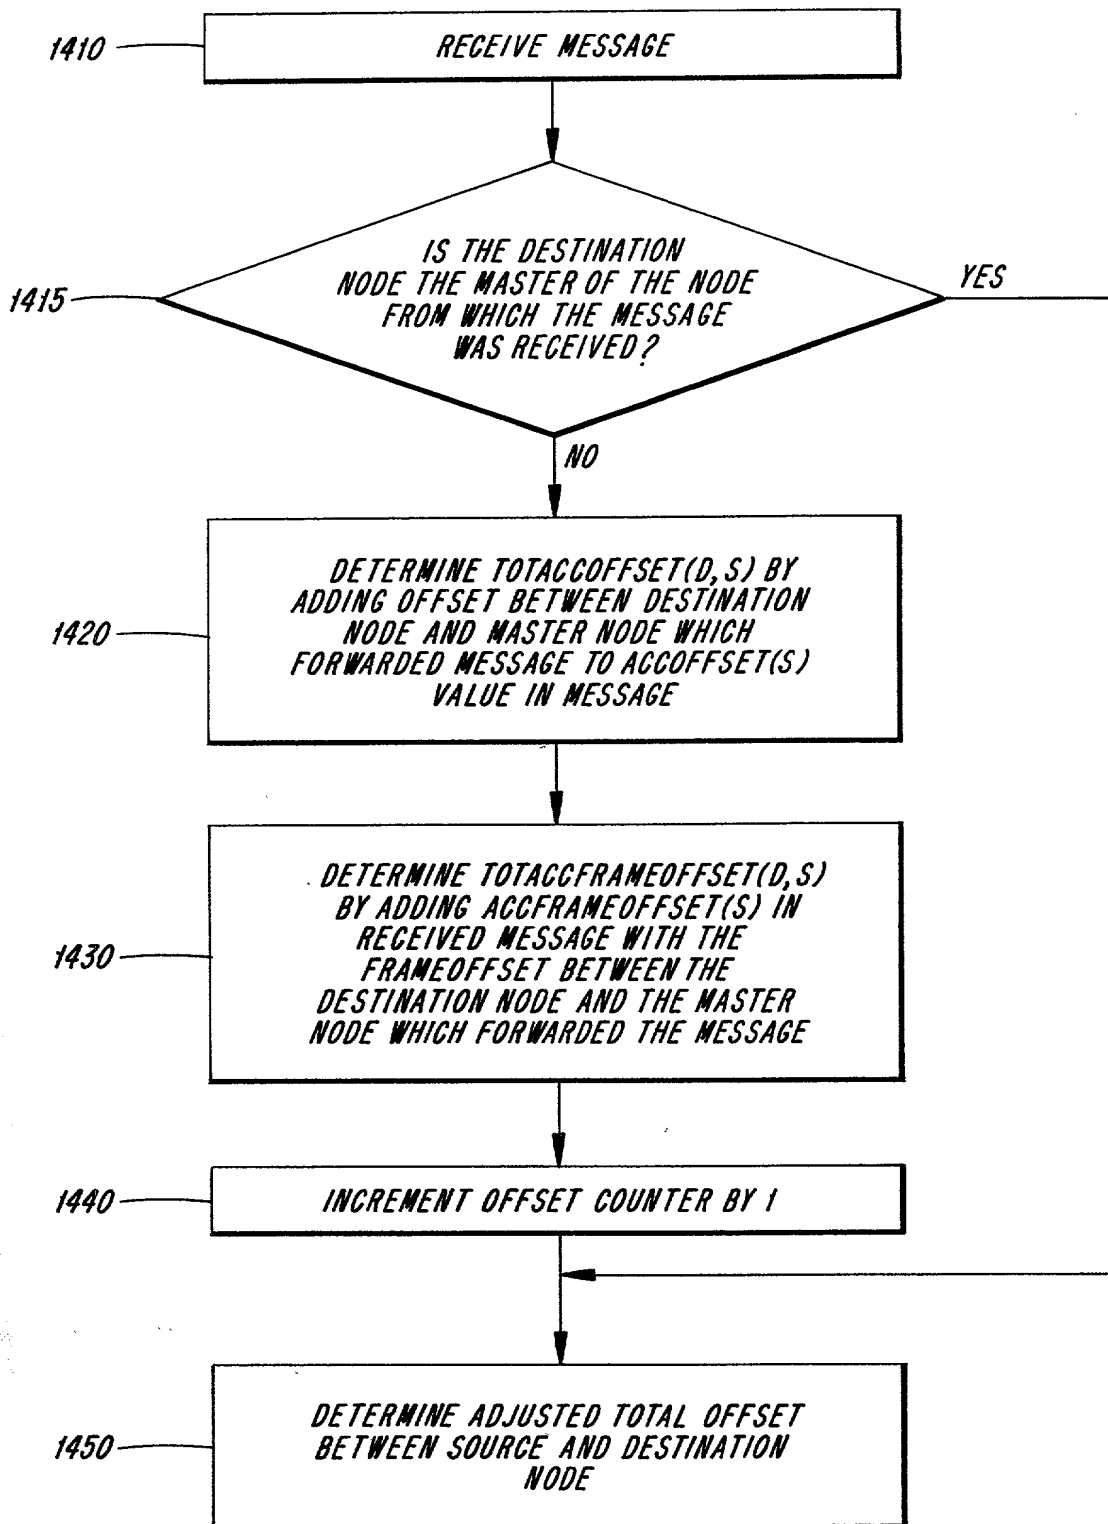 1410
RECEIVE MESSAGE
1415
IS THE DESTINATION
NODE THE MASTER OF THE NODE
FROM WHICH THE MESSAGE
WAS RECEIVED?
YES
NO
1420
DETERMINE TOTACCOFFSET(D,S) BY
ADDING OFFSET BETWEEN DESTINATION
NODE AND MASTER NODE WHICH
FORWARDED MESSAGE TO ACCOFFSET(S)
VALUE IN MESSAGE
1430
DETERMINE TOTACCFRAMEOFFSET(D,S)
BY ADDING ACCFRAMEOFFSET(S) IN
RECEIVED MESSAGE WITH THE
FRAMEOFFSET BETWEEN THE
DESTINATION NODE AND THE MASTER
NODE WHICH FORWARDED THE MESSAGE
1440
INCREMENT OFFSET COUNTER BY 1
1450
DETERMINE ADJUSTED TOTAL OFFSET
BETWEEN SOURCE AND DESTINATION
NODE